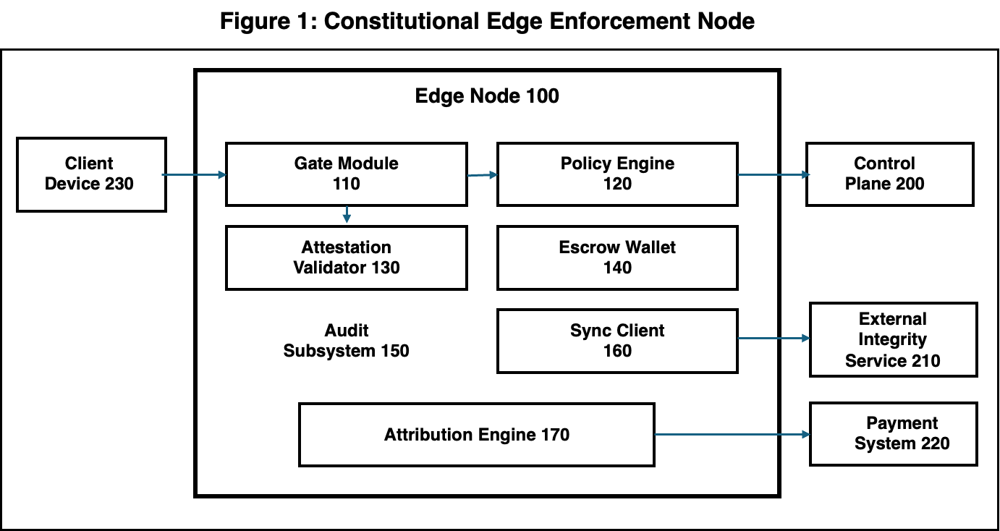 Figure 1: Constitutional Edge Enforcement Node
Edge Node 100
Client
Device 230
Gate Module
110
Policy Engine
120
Control
Plane 200
Attestation
Validator 130
Escrow Wallet
140
Audit
Subsystem 150
Sync Client
160
External
Integrity
Service 210
Attribution Engine 170
Payment
System 220